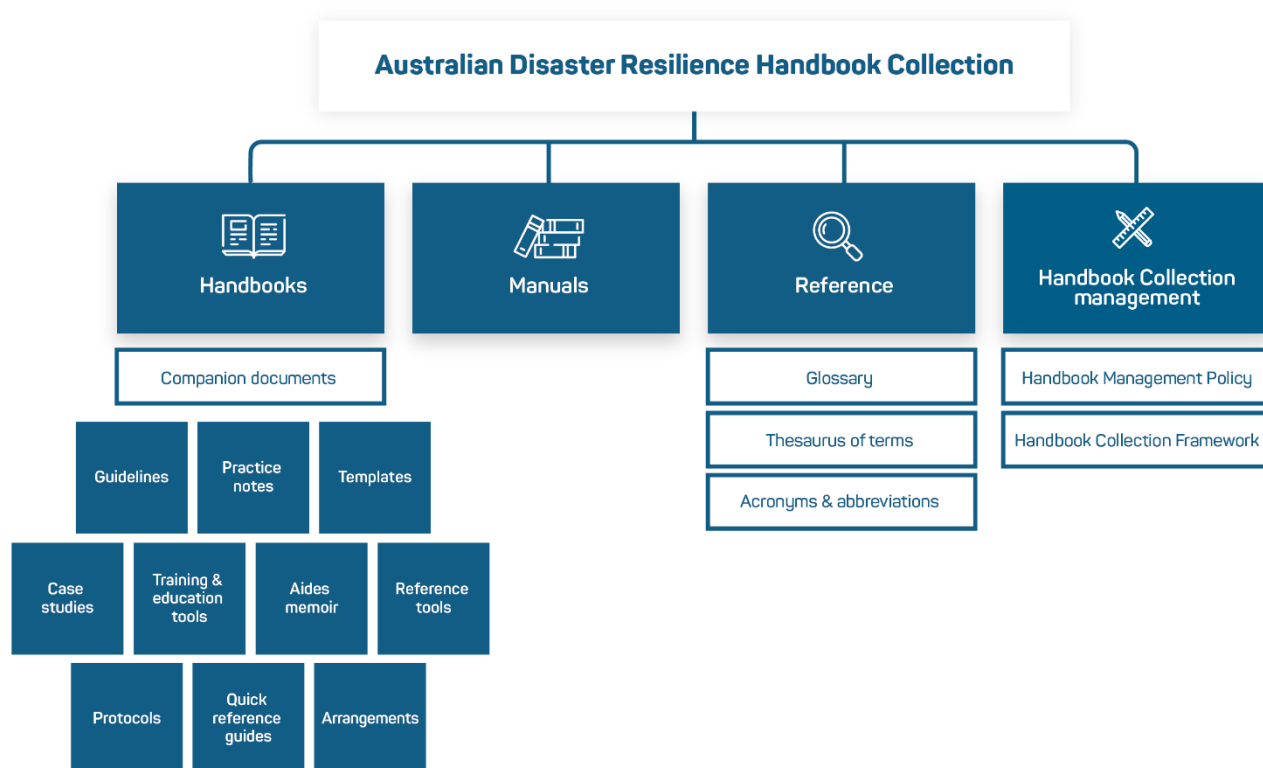 Australian Disaster Resilience Handbook Collection
Handbooks
Manuals
Reference
Handbook Collection
management
Companion documents
Glossary
Handbook Management Policy
Thesaurus of terms
Handbook Collection Framework
Acronyms & abbreviations
Guidelines
Practice
notes
Templates
Case
studies
Training &
education
tools
Aides
memoir
Reference
tools
Protocols
Quick
reference
guides
Arrangements